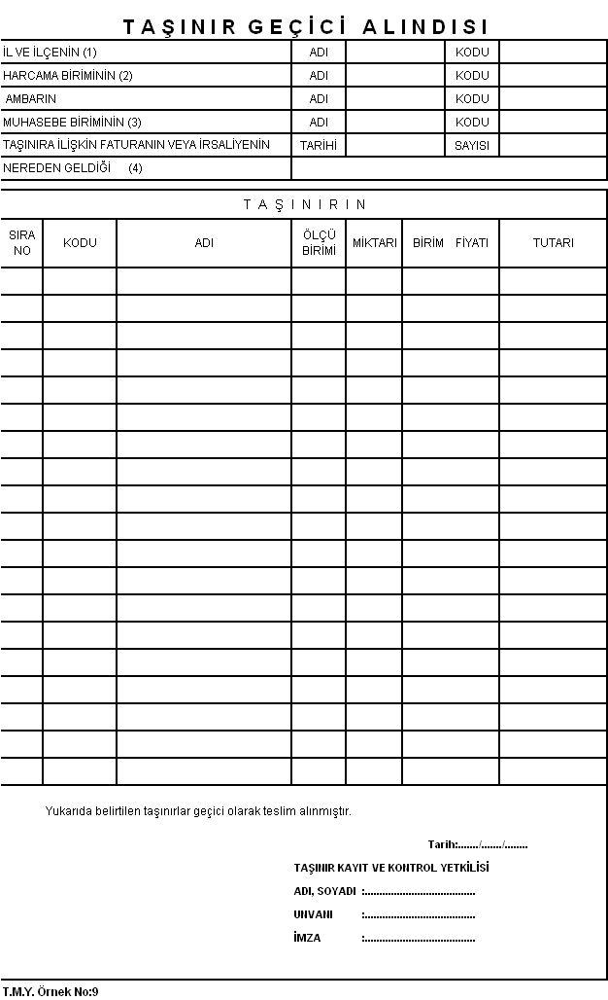 TAŞINIR GEÇİCİ ALINDISI
İL VE İLÇENİN (1) ADI KODU
HARCAMA BİRİMİNİN (2) ADI KODU
AMBARIN ADI KODU
MUHASEBE BİRİMİNİN (3) ADI KODU
TAŞINIRA İLİŞKİN FATURANIN VEYA İRSALİYENİN TARİHİ SAYISI
NEREDEN GELDİĞİ (4)
TAŞINIRIN
SIRA NO KODU ADI ÖLÇÜ BİRİMİ MİKTARI BİRİM FİYATI TUTARI
Yukarıda belirtilen taşınırlar geçici olarak teslim alınmıştır.
Tarih:......./......./........
TAŞINIR KAYIT VE KONTROL YETKİLİSİ
ADI, SOYADI :......................................
UNVANI :......................................
İMZA :......................................
T.M.Y. Örnek No:9